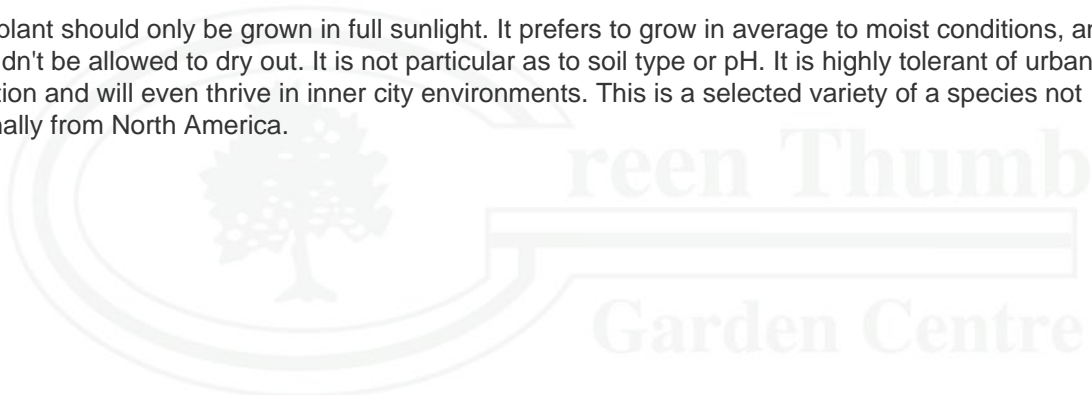 plant should only be grown in full sunlight. It prefers to grow in average to moist conditions,
dn't be allowed to dry out. It is not particular as to soil type or pH. It is highly tolerant of urban
tion and will even thrive in inner city environments. This is a selected variety of a species not
nally from North America.
reen Thumb
Garden Centre